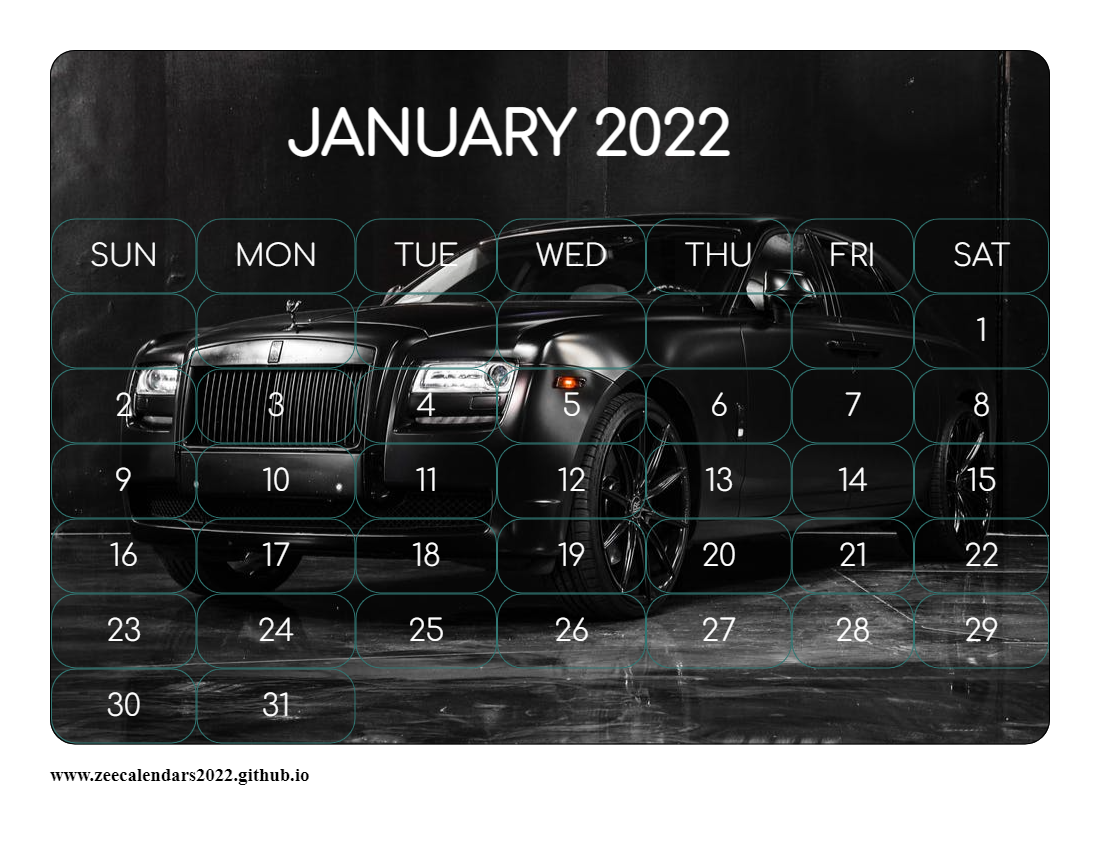 JANUARY 2022
SUN MON TUE WED THU FRI SAT
1
2 3 4 5 6 7 8
9 10 11 12 13 14 15
16 17 18 19 20 21 22
23 24 25 26 27 28 29
30 31
www.zeecalendars2022.github.io